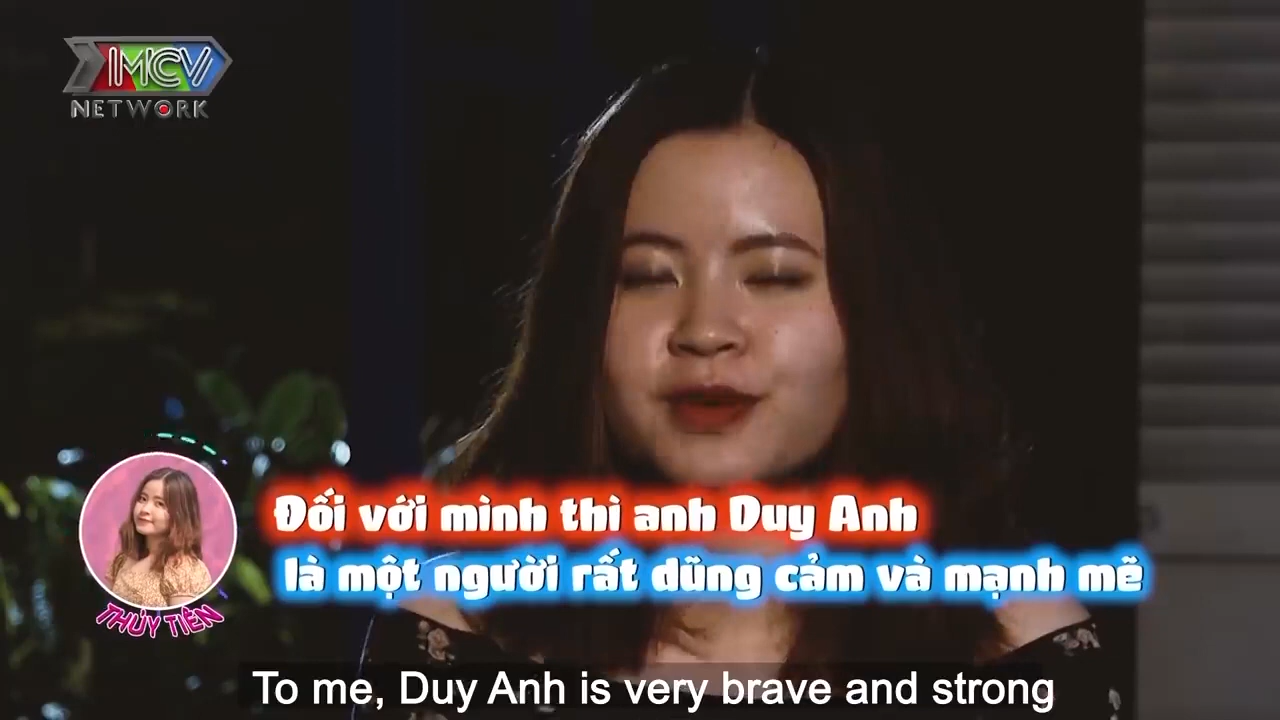 MCV
NETWORK
Đối với mình thì anh Duy Anh
là một người rất dũng cảm và mạnh mẽ
THỦY TIÊN
To me, Duy Anh is very brave and strong